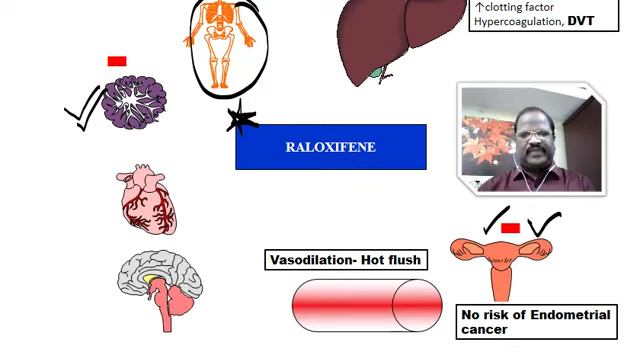 ↑clotting factor
Hypercoagulation, DVT
RALOXIFENE
Vasodilation- Hot flush
No risk of Endometrial
cancer